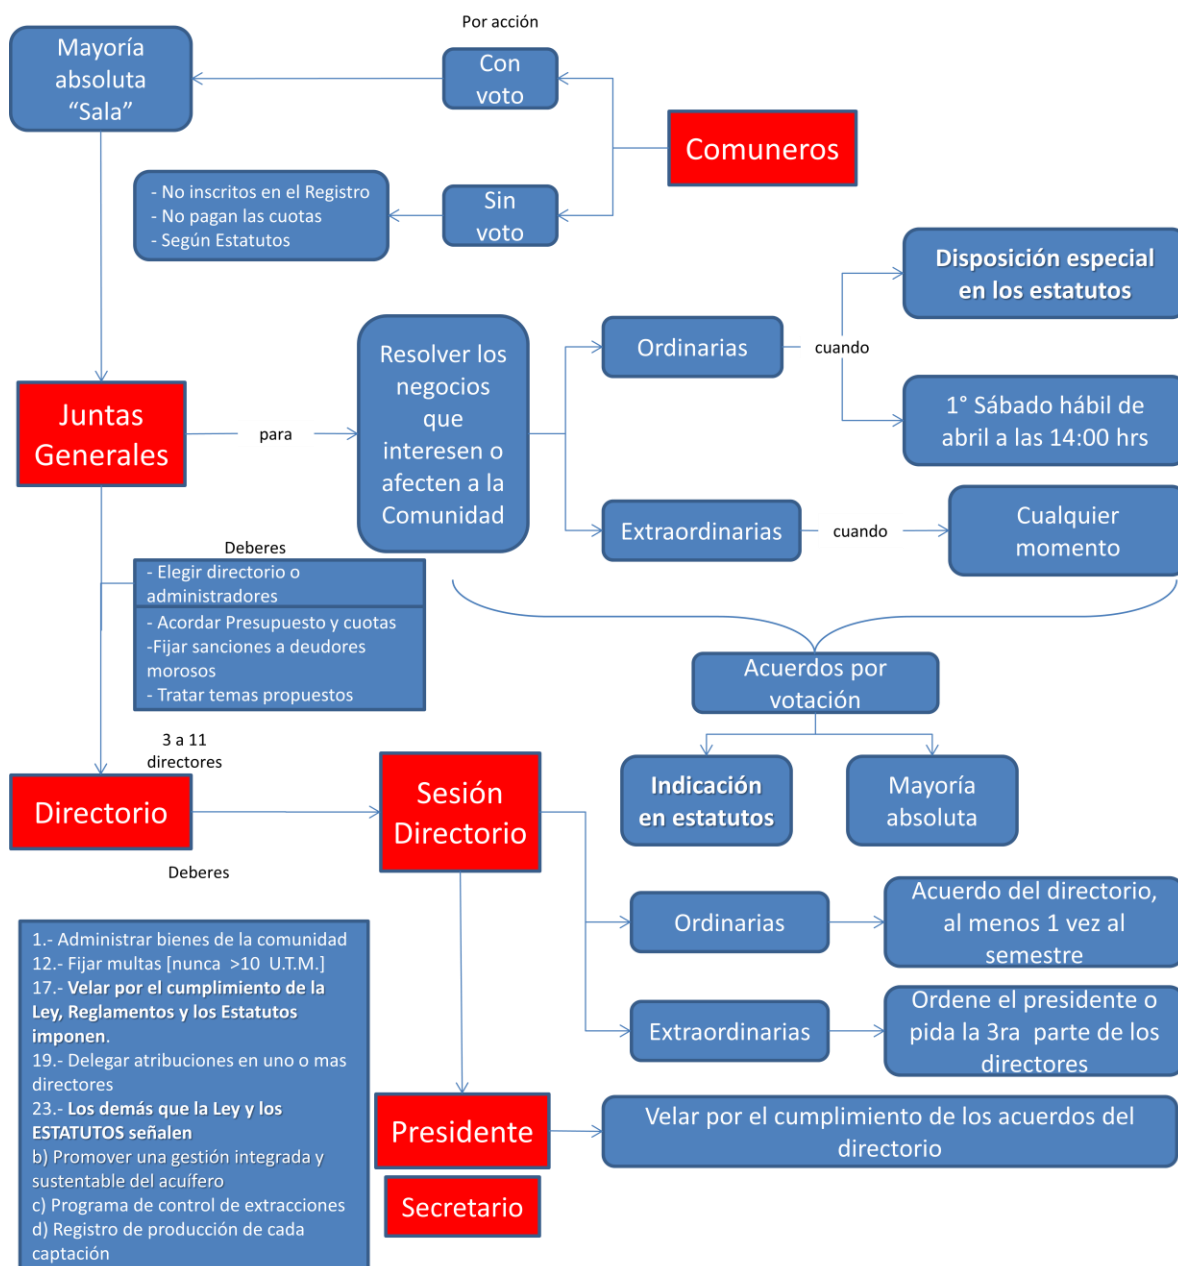 Por acción
Mayoría
absoluta
“Sala”
Con
voto
Comuneros
- No inscritos en el Registro
- No pagan las cuotas
- Según Estatutos
Sin
voto
Disposición especial
en los estatutos
Resolver los
negocios
que
interesen o
afecten a la
Comunidad
Ordinarias
cuando
1° Sábado hábil de
abril a las 14:00 hrs
Juntas
Generales
para
Extraordinarias
cuando
Cualquier
momento
Deberes
- Elegir directorio o
administradores
- Acordar Presupuesto y cuotas
-Fijar sanciones a deudores
morosos
- Tratar temas propuestos
Acuerdos por
votación
3 a 11
directores
Indicación
en estatutos
Mayoría
absoluta
Directorio
Sesión
Directorio
Deberes
Ordinarias
Acuerdo del directorio,
al menos 1 vez al
semestre
1.- Administrar bienes de la comunidad
12.- Fijar multas [nunca >10 U.T.M.]
17.- Velar por el cumplimiento de la
Ley, Reglamentos y los Estatutos
imponen.
19.- Delegar atribuciones en uno o mas
directores
23.- Los demás que la Ley y los
ESTATUTOS señalen
b) Promover una gestión integrada y
sustentable del acuífero
c) Programa de control de extracciones
d) Registro de producción de cada
captación
Extraordinarias
Ordene el presidente o
pida la 3ra parte de los
directores
Presidente
Velar por el cumplimiento de los acuerdos del
directorio
Secretario